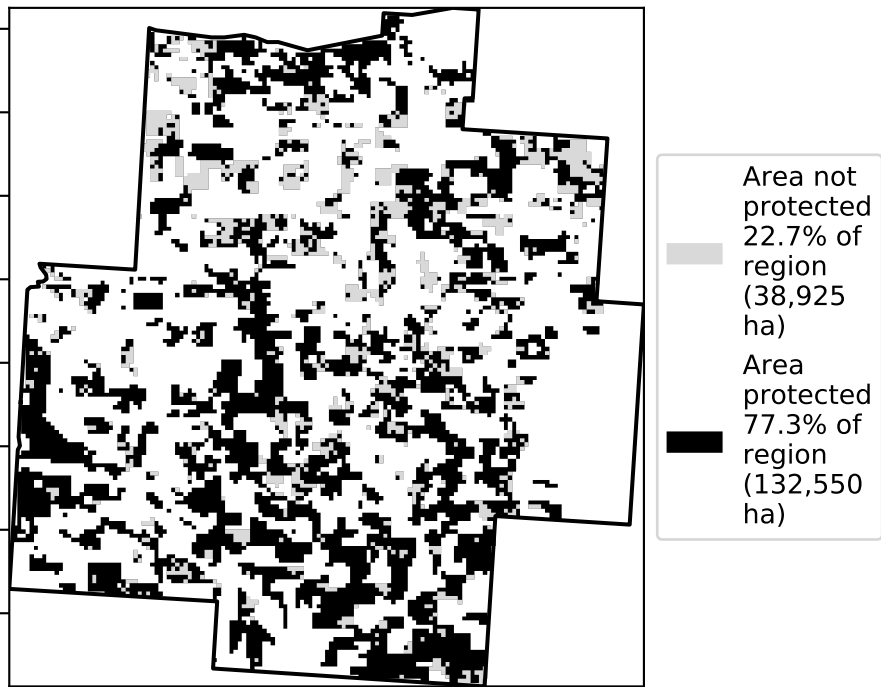 Area not
protected
22.7% of
region
(38,925
ha)
Area
protected
77.3% of
region
(132,550
ha)